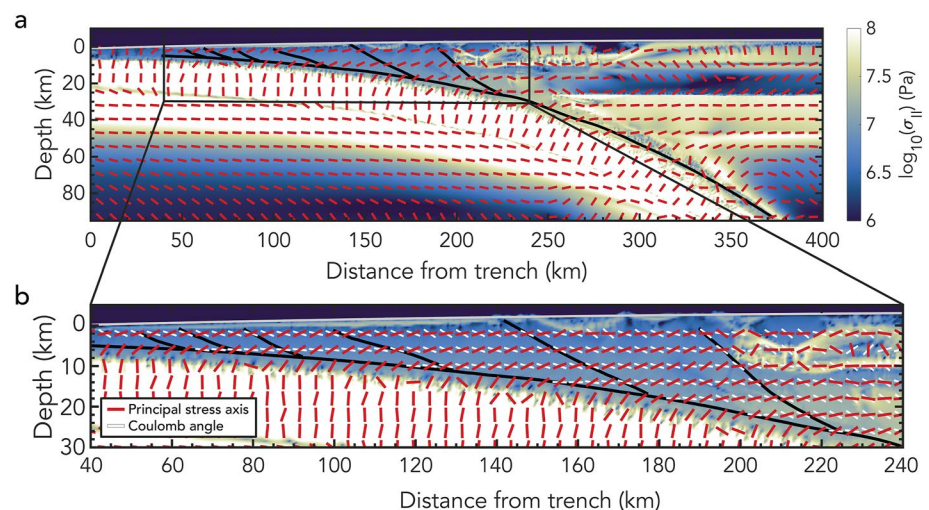 a
0
20
40
60
80
Depth (km)
0 50 100 150 200 250 300 350 400
Distance from trench (km)
8
7.5
7
6.5
6
log10(σII) (Pa)
b
0
10
20
30
Depth (km)
Principal stress axis
Coulomb angle
40 60 80 100 120 140 160 180 200 220 240
Distance from trench (km)